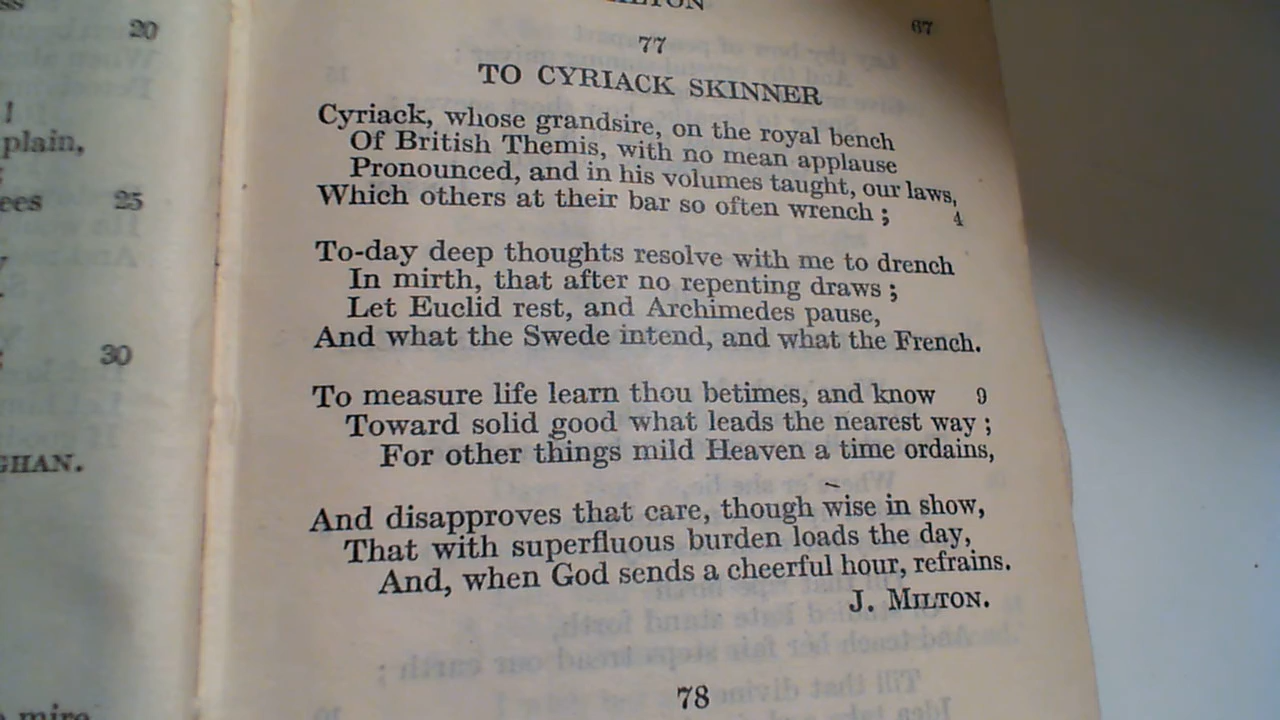 20
plain,
ees 25
30
GHAN.
mire
MILTON 67
77
TO CYRIACK SKINNER
Cyriack, whose grandsire, on the royal bench
Of British Themis, with no mean applause
Pronounced, and in his volumes taught, our laws,
Which others at their bar so often wrench ; 4
To-day deep thoughts resolve with me to drench
In mirth, that after no repenting draws ;
Let Euclid rest, and Archimedes pause,
And what the Swede intend, and what the French.
To measure life learn thou betimes, and know 9
Toward solid good what leads the nearest way ;
For other things mild Heaven a time ordains,
And disapproves that care, though wise in show,
That with superfluous burden loads the day,
And, when God sends a cheerful hour, refrains.
J. MILTON.
78